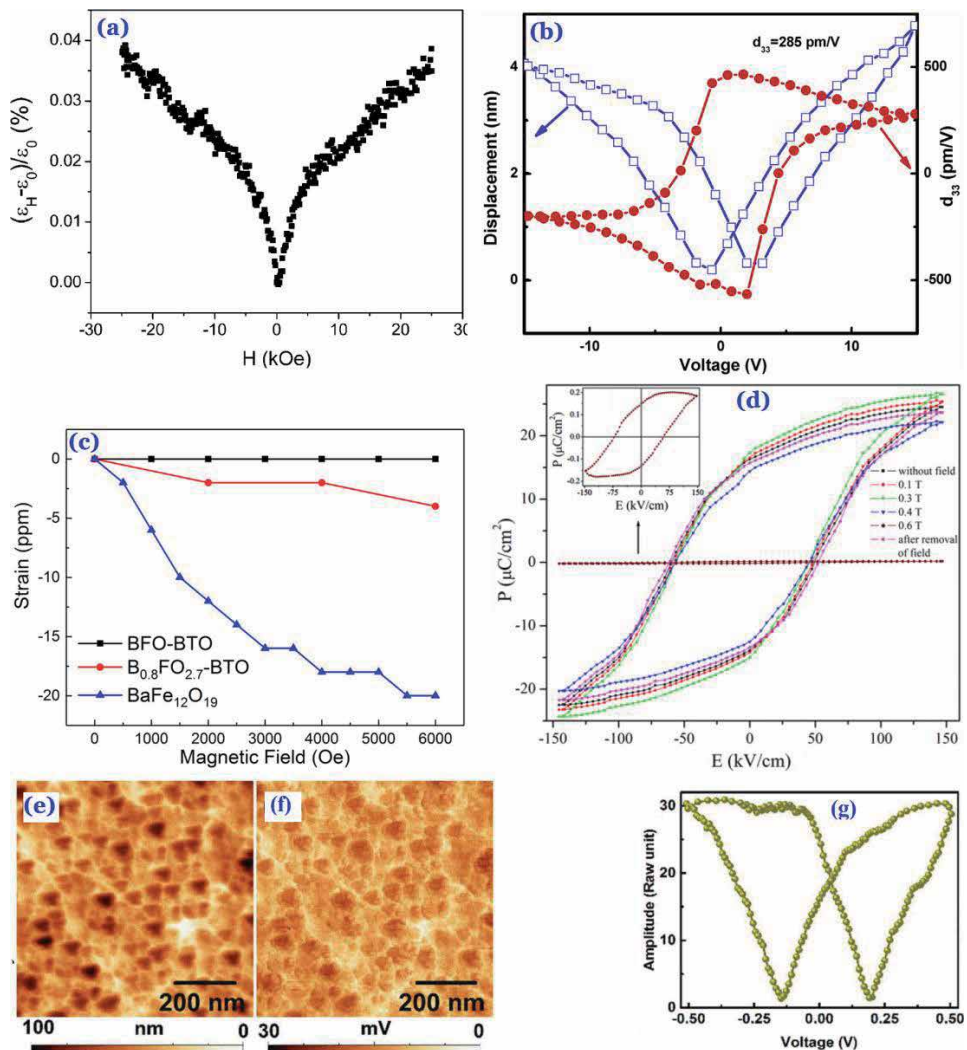 (a)
(ε_H-ε_0)/ε_0 (%)
0.04
0.03
0.02
0.01
0.00
-30 -20 -10 0 10 20 30
H (kOe)
(b)
d_33=285 pm/V
Displacement (nm)
4
2
0
500
0
-500
d_33 (pm/V)
-10 0 10
Voltage (V)
(c)
Strain (ppm)
0
-5
-10
-15
-20
BFO-BTO
B_0.8FO_2.7-BTO
BaFe_12O_19
0 1000 2000 3000 4000 5000 6000
Magnetic Field (Oe)
(d)
P (μC/cm²)
20
10
0
-10
-20
P (μC/cm²)
0.2
0.1
0.0
-0.1
-0.2
-150 -75 0 75 150
E (kV/cm)
without field
0.1 T
0.3 T
0.4 T
0.6 T
after removal
of field
-150 -100 -50 0 50 100 150
E (kV/cm)
(e)
200 nm
100 nm 0
(f)
200 nm
30 mV 0
(g)
Amplitude (Raw unit)
30
20
10
0
-0.50 -0.25 0.00 0.25 0.50
Voltage (V)